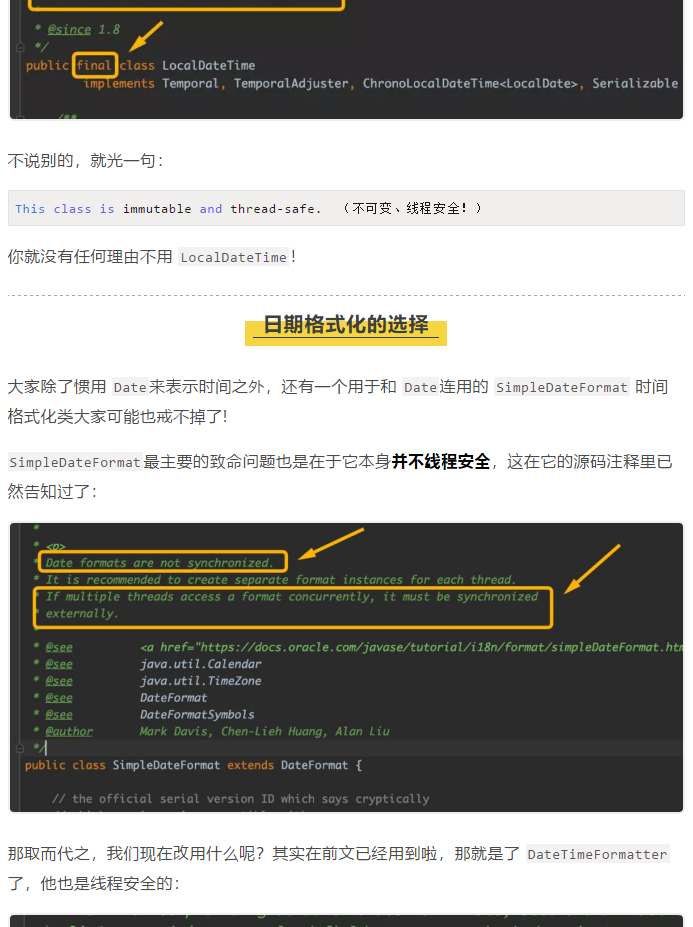 * @since 1.8
*/
public final class LocalDateTime
implements Temporal, TemporalAdjuster, ChronoLocalDateTime<LocalDate>, Serializable
/**
不说别的，就光一句：
This class is immutable and thread-safe. （不可变、线程安全！）
你就没有任何理由不用 LocalDateTime！
日期格式化的选择
大家除了惯用 Date来表示时间之外，还有一个用于和 Date连用的 SimpleDateFormat 时间
格式化类大家可能也戒不掉了!
SimpleDateFormat最主要的致命问题也是在于它本身并不线程安全，这在它的源码注释里已
然告知过了：
*
* <p>
* Date formats are not synchronized.
* It is recommended to create separate format instances for each thread.
* If multiple threads access a format concurrently, it must be synchronized
* externally.
*
* @see <a href="https://docs.oracle.com/javase/tutorial/i18n/format/simpleDateFormat.htm
* @see java.util.Calendar
* @see java.util.TimeZone
* @see DateFormat
* @see DateFormatSymbols
* @author Mark Davis, Chen-Lieh Huang, Alan Liu
*/
public class SimpleDateFormat extends DateFormat {
// the official serial version ID which says cryptically
那取而代之，我们现在改用什么呢？其实在前文已经用到啦，那就是了 DateTimeFormatter
了，他也是线程安全的：